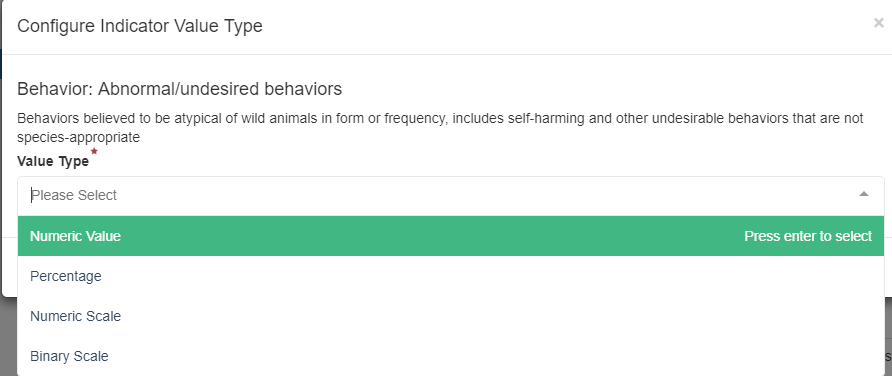 Configure Indicator Value Type ×
Behavior: Abnormal/undesired behaviors
Behaviors believed to be atypical of wild animals in form or frequency, includes self-harming and other undesirable behaviors that are not
species-appropriate
Value Type*
Please Select
Numeric Value Press enter to select
Percentage
Numeric Scale
Binary Scale